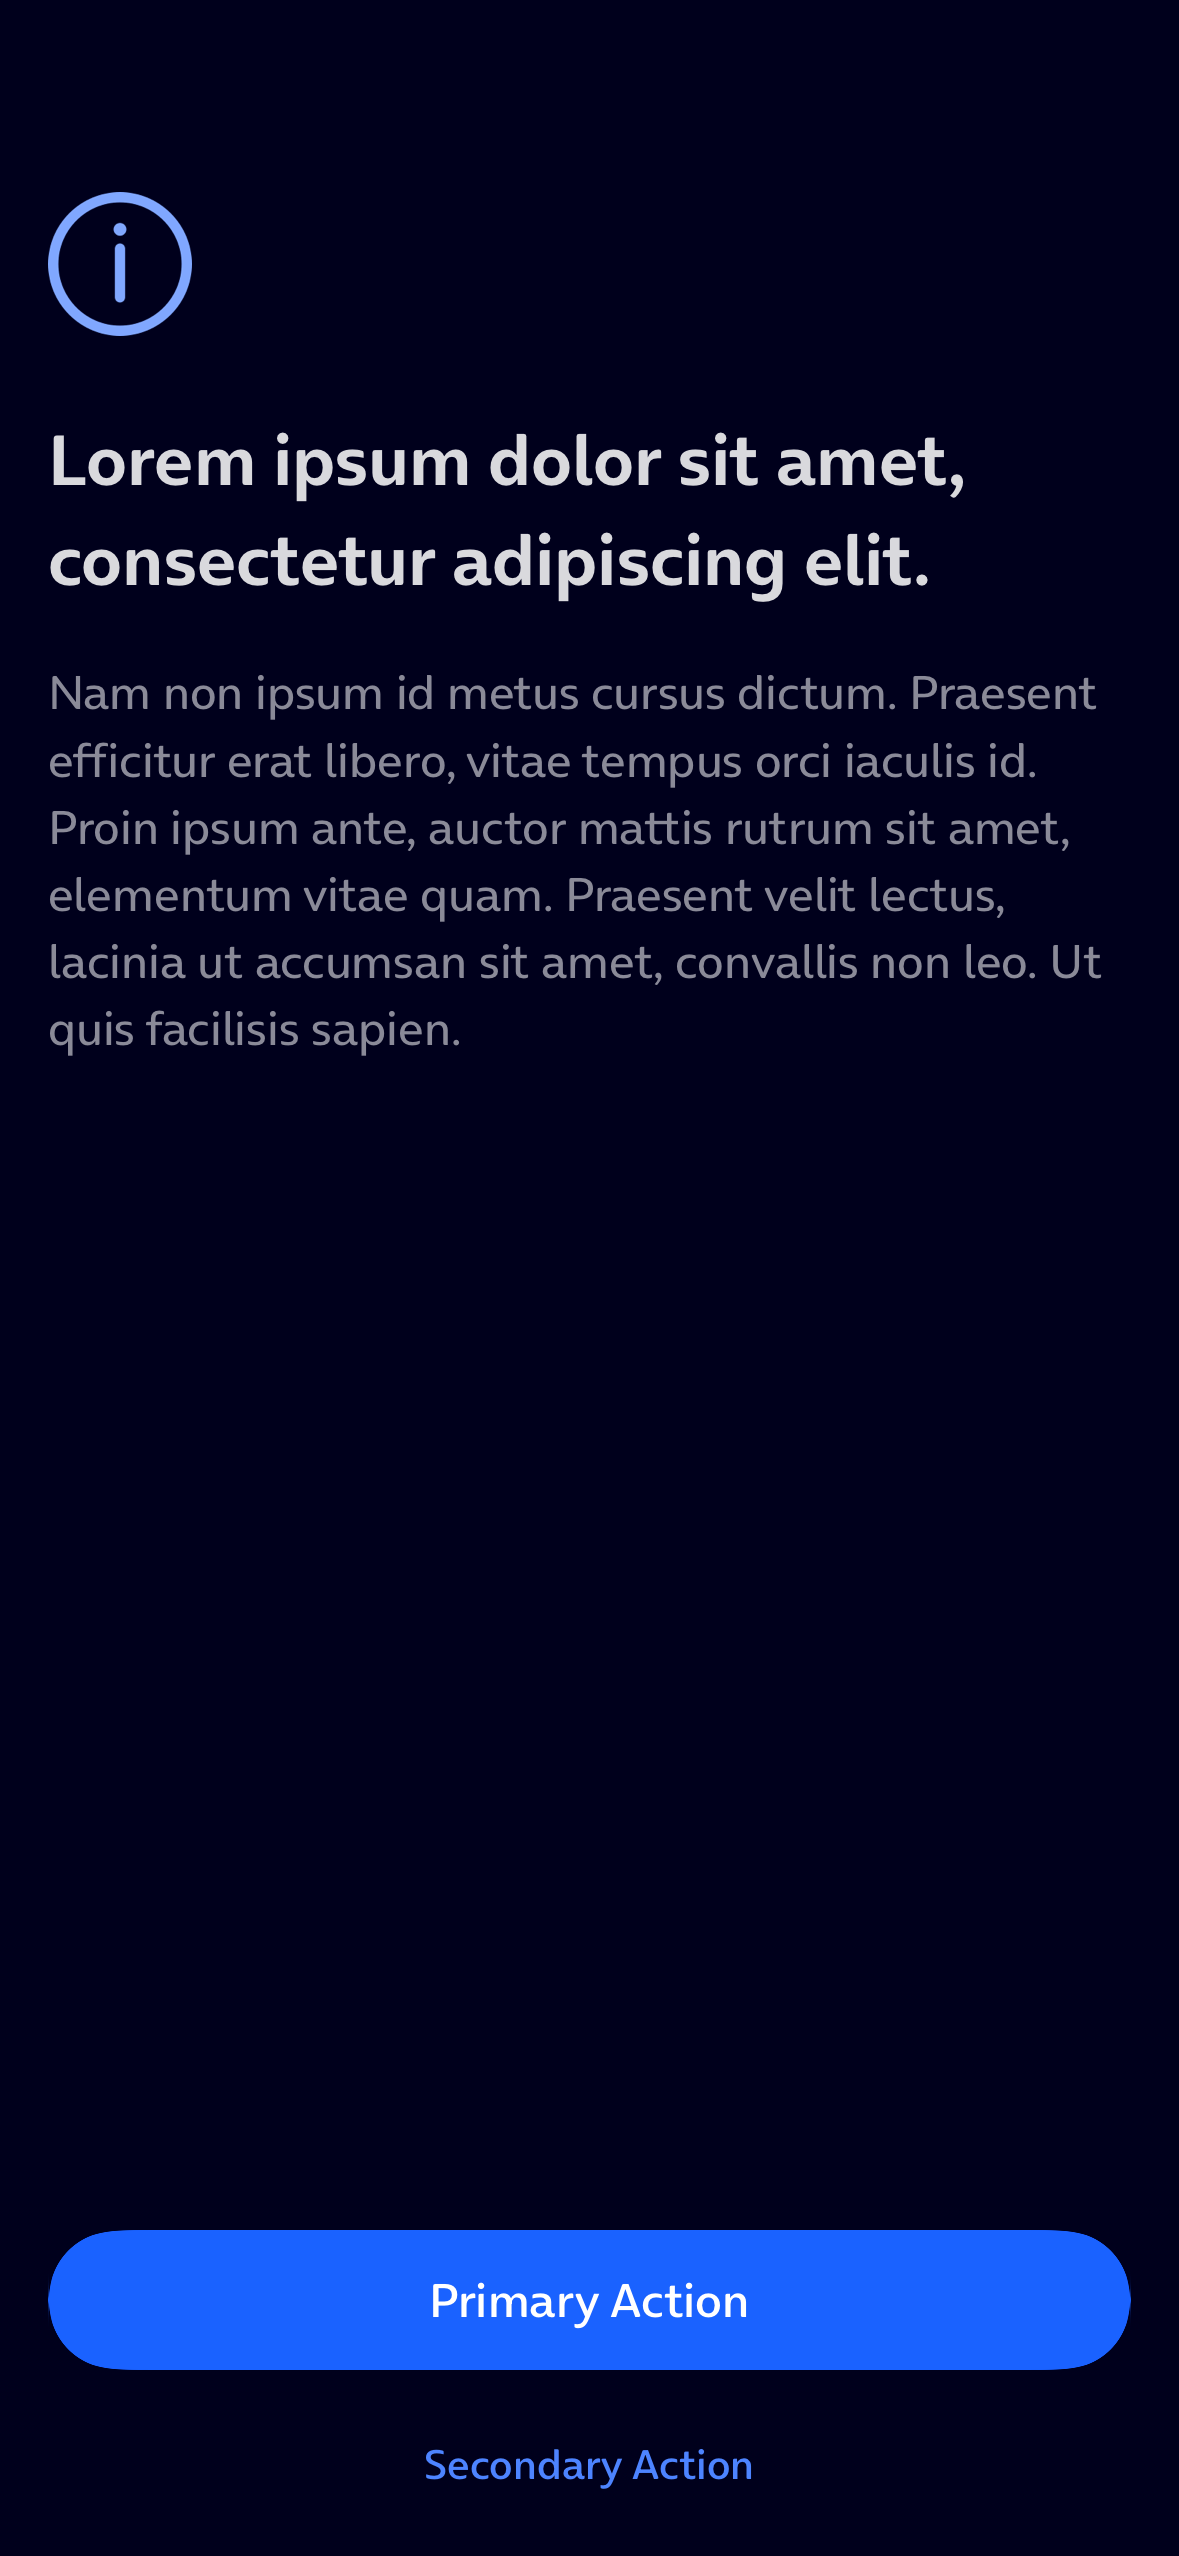 Lorem ipsum dolor sit amet,
consectetur adipiscing elit.
Nam non ipsum id metus cursus dictum. Praesent
efficitur erat libero, vitae tempus orci iaculis id.
Proin ipsum ante, auctor mattis rutrum sit amet,
elementum vitae quam. Praesent velit lectus,
lacinia ut accumsan sit amet, convallis non leo. Ut
quis facilisis sapien.
Primary Action
Secondary Action